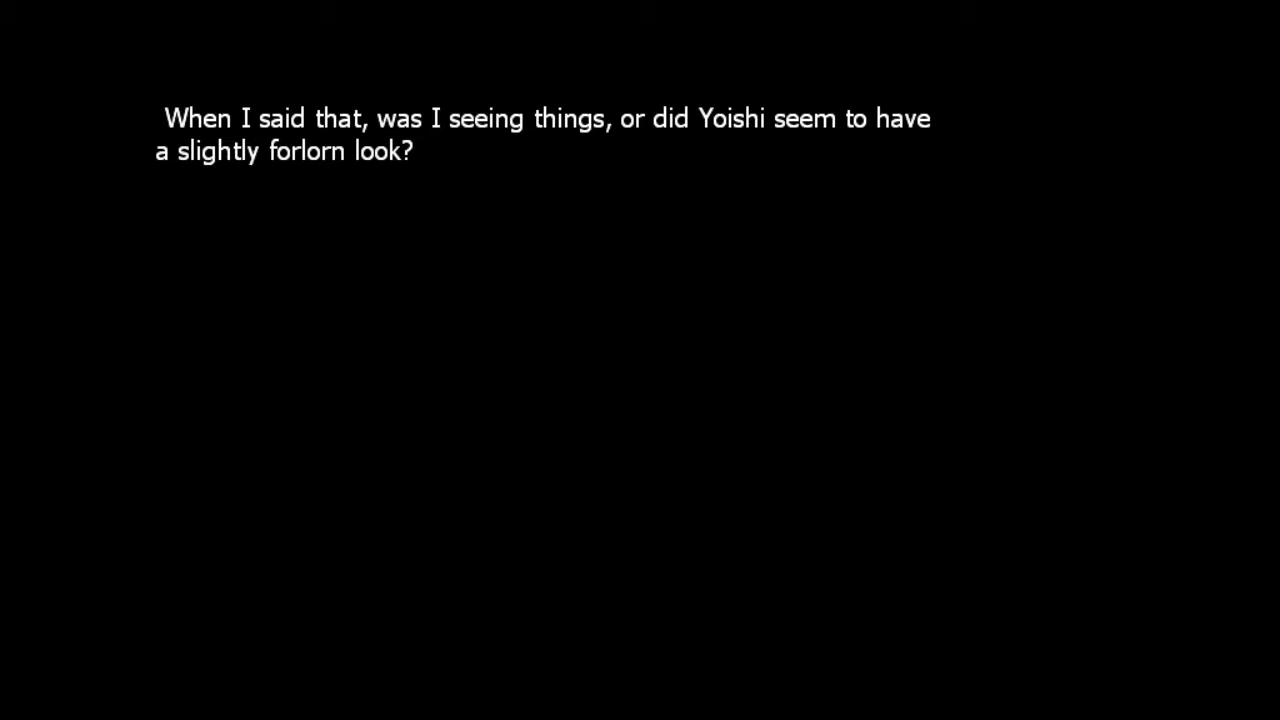 When I said that, was I seeing things, or did Yoishi seem to have
a slightly forlorn look?